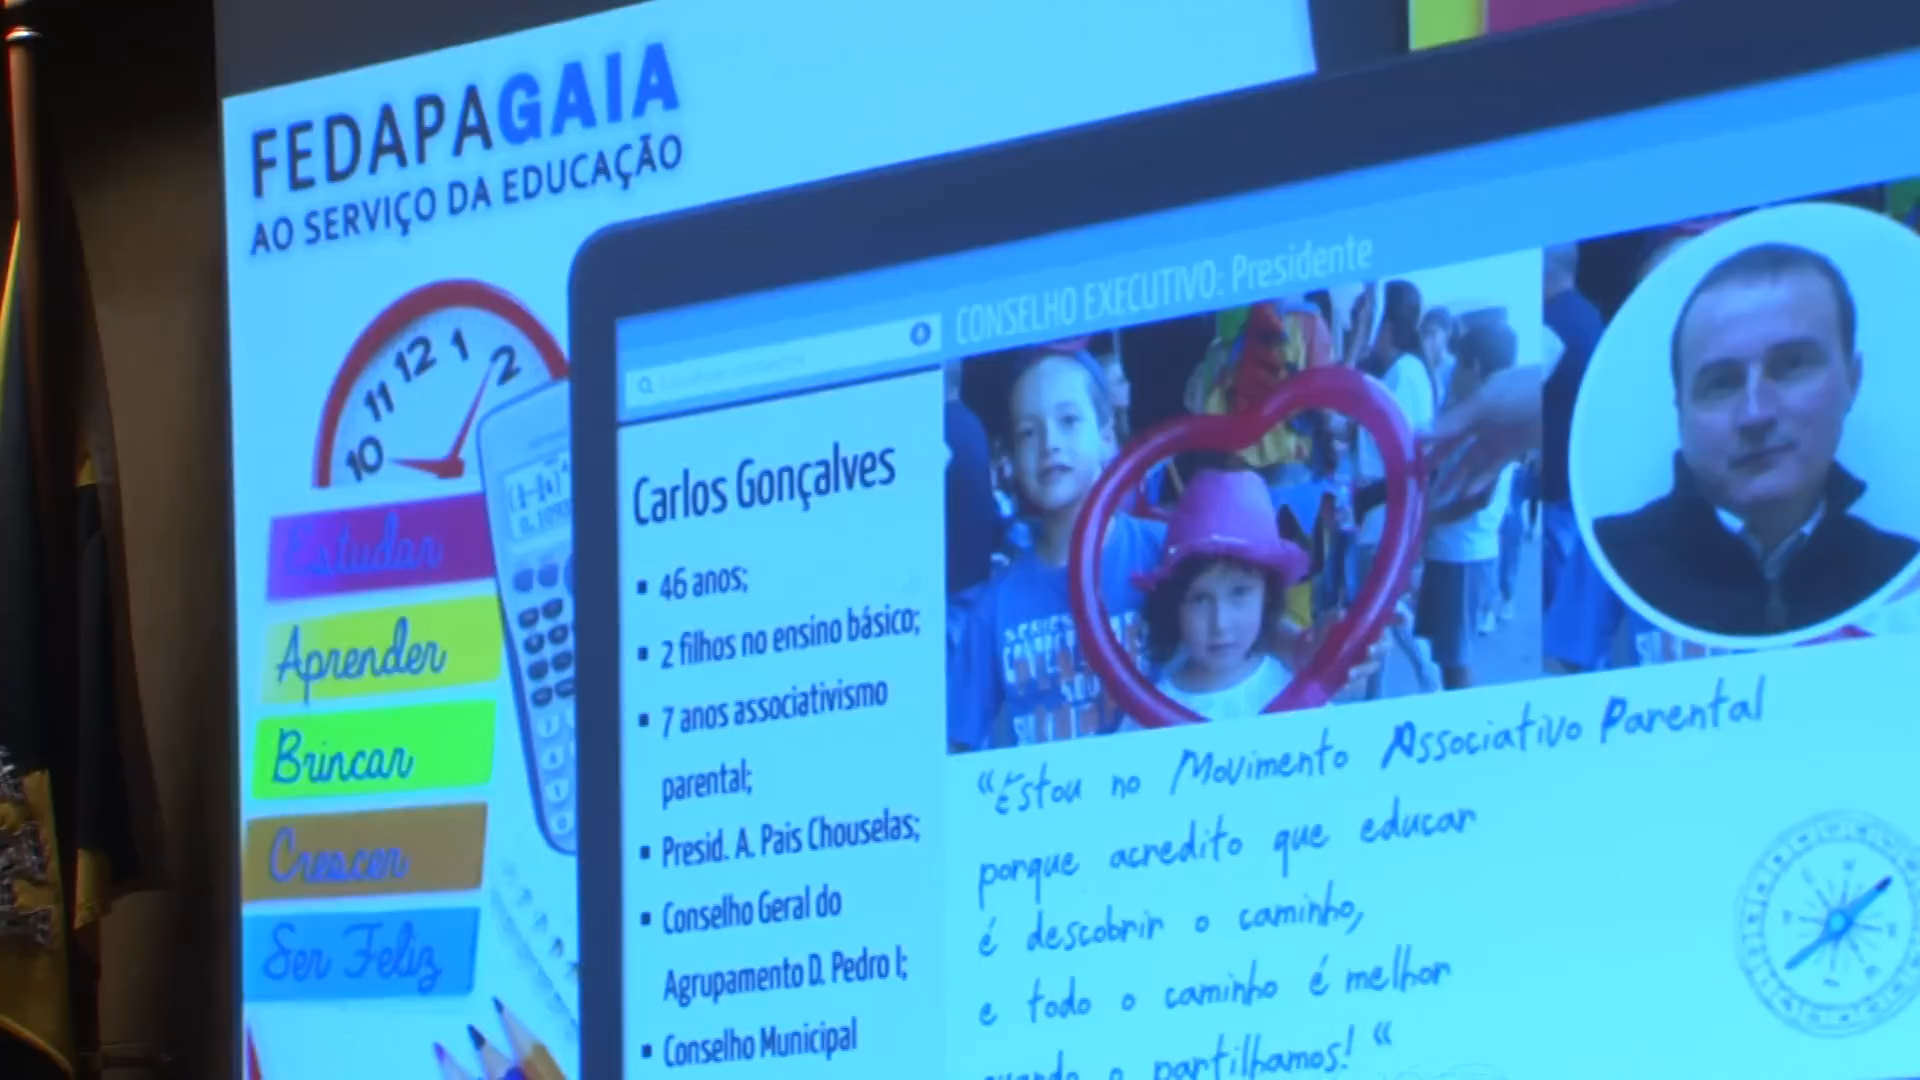 FEDAPAGAIA
AO SERVIÇO DA EDUCAÇÃO
10 11 12 1 2
Estudar
Aprender
Brincar
Crescer
Ser Feliz
CONSELHO EXECUTIVO: Presidente
Carlos Gonçalves
▪ 46 anos;
▪ 2 filhos no ensino básico;
▪ 7 anos associativismo
parental;
▪ Presid. A. Pais Chouselas;
▪ Conselho Geral do
Agrupamento D. Pedro I;
▪ Conselho Municipal
“Estou no Movimento Associativo Parental
porque acredito que educar
é descobrir o caminho,
e todo o caminho é melhor
quando o partilhamos! “